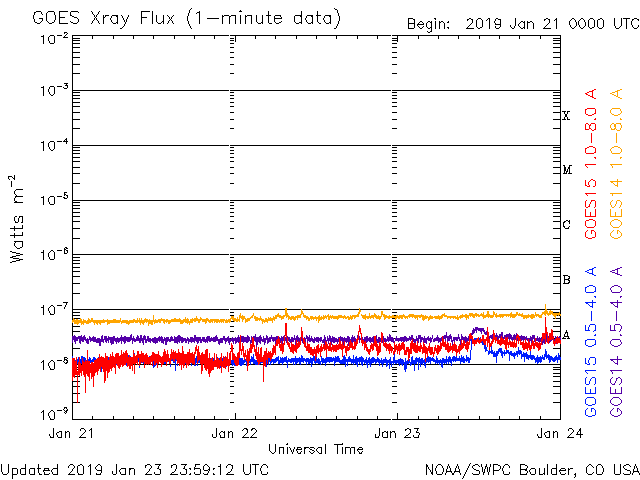 GOES Xray Flux (1-minute data)
Begin: 2019 Jan 21 0000 UTC
10⁻²
10⁻³
10⁻⁴
10⁻⁵
10⁻⁶
10⁻⁷
10⁻⁸
10⁻⁹
Watts m⁻²
X
M
C
B
A
GOES15 1.0-8.0 A
GOES14 1.0-8.0 A
GOES15 0.5-4.0 A
GOES14 0.5-4.0 A
Jan 21 Jan 22 Jan 23 Jan 24
Universal Time
Updated 2019 Jan 23 23:59:12 UTC
NOAA/SWPC Boulder, CO USA